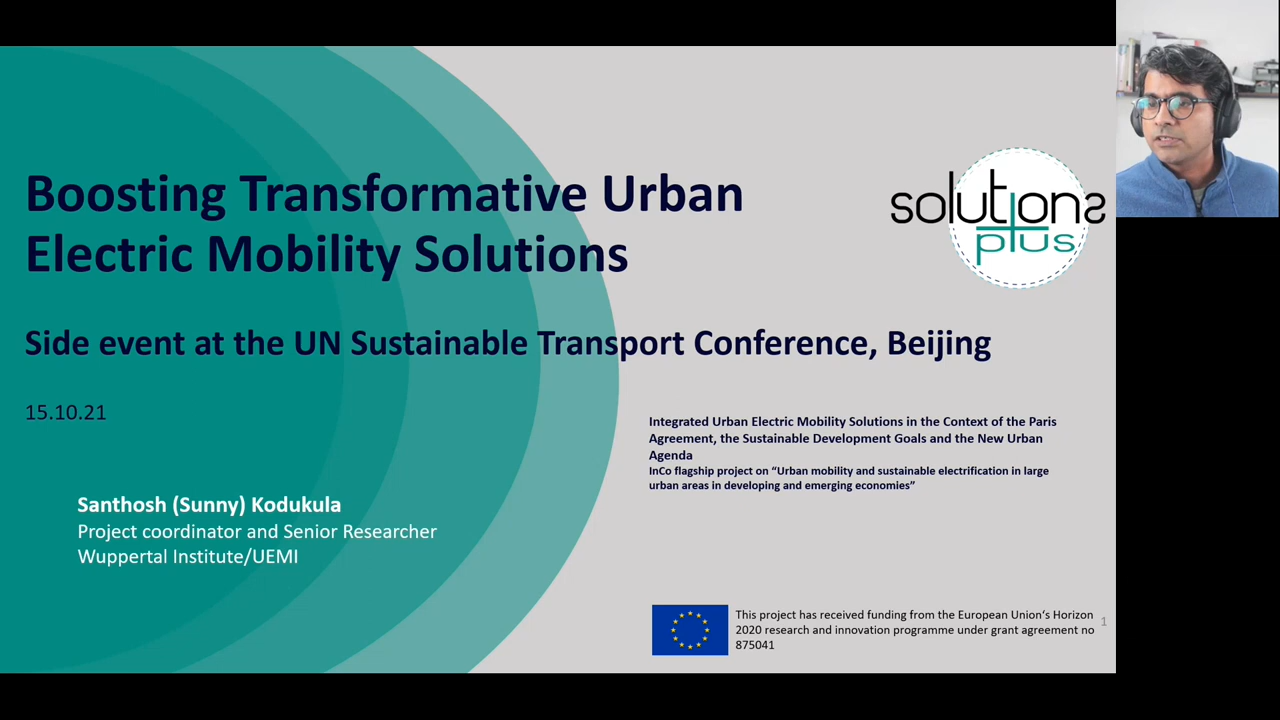 Boosting Transformative Urban
Electric Mobility Solutions
solutions
plus
Side event at the UN Sustainable Transport Conference, Beijing
15.10.21
Integrated Urban Electric Mobility Solutions in the Context of the Paris
Agreement, the Sustainable Development Goals and the New Urban
Agenda
InCo flagship project on “Urban mobility and sustainable electrification in large
urban areas in developing and emerging economies”
Santhosh (Sunny) Kodukula
Project coordinator and Senior Researcher
Wuppertal Institute/UEMI
This project has received funding from the European Union‘s Horizon
2020 research and innovation programme under grant agreement no
875041
1